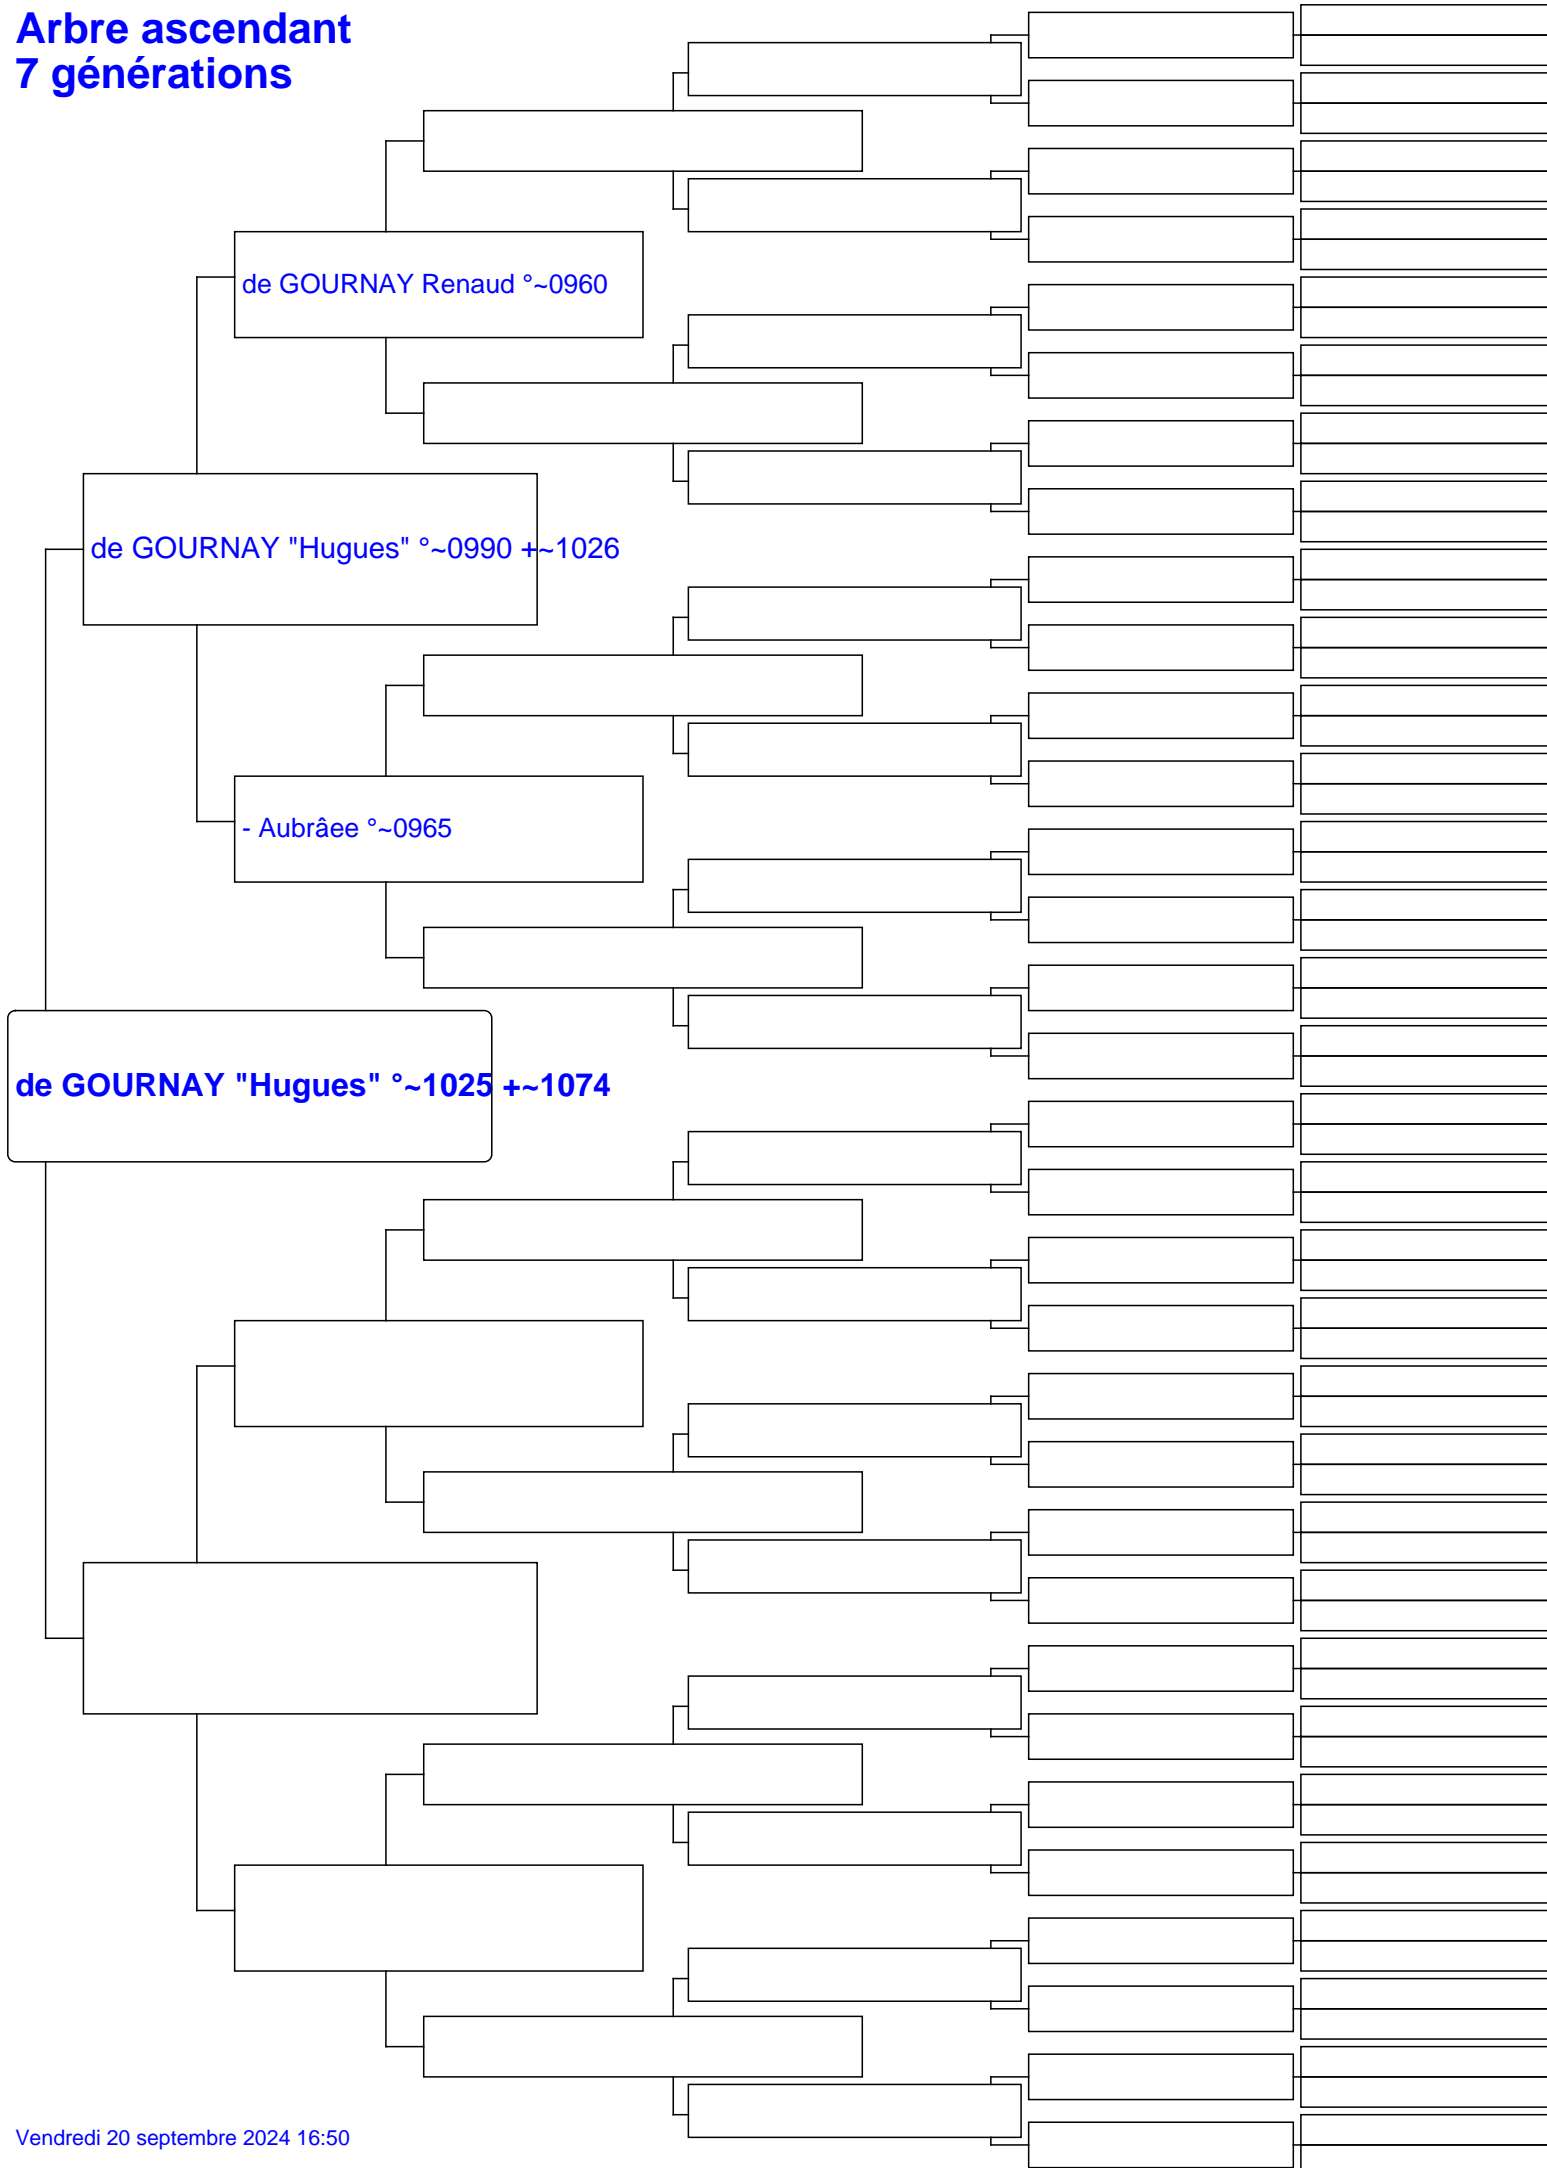 Arbre ascendant
7 générations
de GOURNAY Renaud °~0960
de GOURNAY "Hugues" °~0990 +~1026
- Aubrâee °~0965
de GOURNAY "Hugues" °~1025 +~1074
Vendredi 20 septembre 2024 16:50